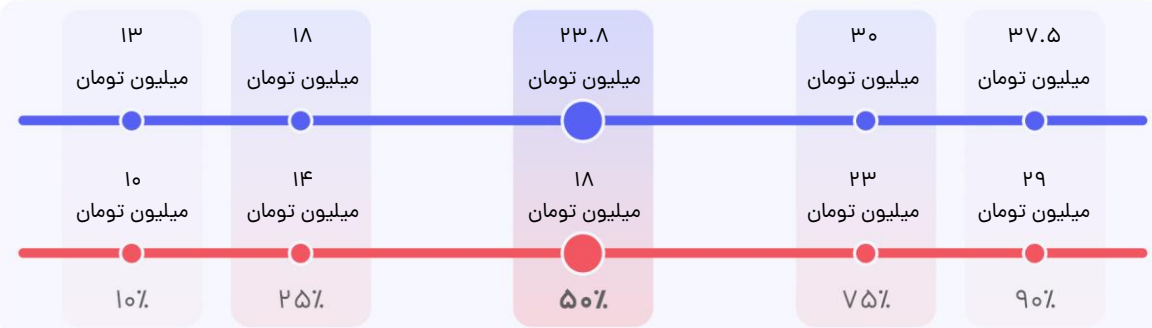 ۱۳ ۱۸ ۲۳.۸ ۳۰ ۳۷.۵
میلیون تومان میلیون تومان میلیون تومان میلیون تومان میلیون تومان
۱۰ ۱۴ ۱۸ ۲۳ ۲۹
میلیون تومان میلیون تومان میلیون تومان میلیون تومان میلیون تومان
۱۰٪ ۲۵٪ ۵۰٪ ۷۵٪ ۹۰٪